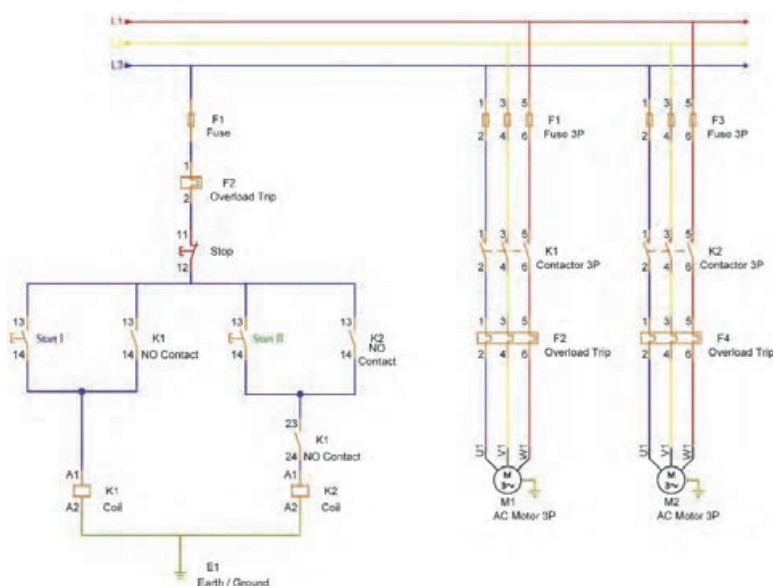 L1
L2
L3
F1
Fuse
1
F2
2
Overload Trip
11
Stop
12
13
Start I
14
13
K1
14
NO Contact
13
Start II
14
13
K2
14
NO
Contact
23
K1
24
NO Contact
A1
K1
A2
Coil
A1
K2
A2
Coil
E1
Earth / Ground
1 3 5
F1
Fuse 3P
2 4 6
1 3 5
K1
Contactor 3P
2 4 6
1 3 5
F2
Overload Trip
2 4 6
U1 V1 W1
M
3~
M1
AC Motor 3P
1 3 5
F3
Fuse 3P
2 4 6
1 3 5
K2
Contactor 3P
2 4 6
1 3 5
F4
Overload Trip
2 4 6
U1 V1 W1
M
3~
M2
AC Motor 3P